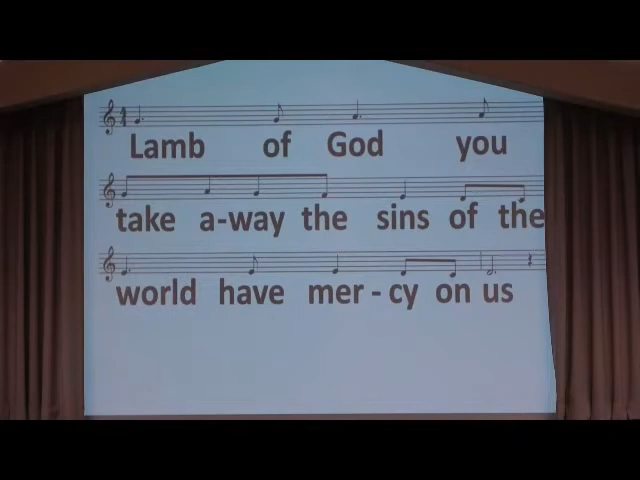 Lamb of God you
take a-way the sins of the
world have mer-cy on us